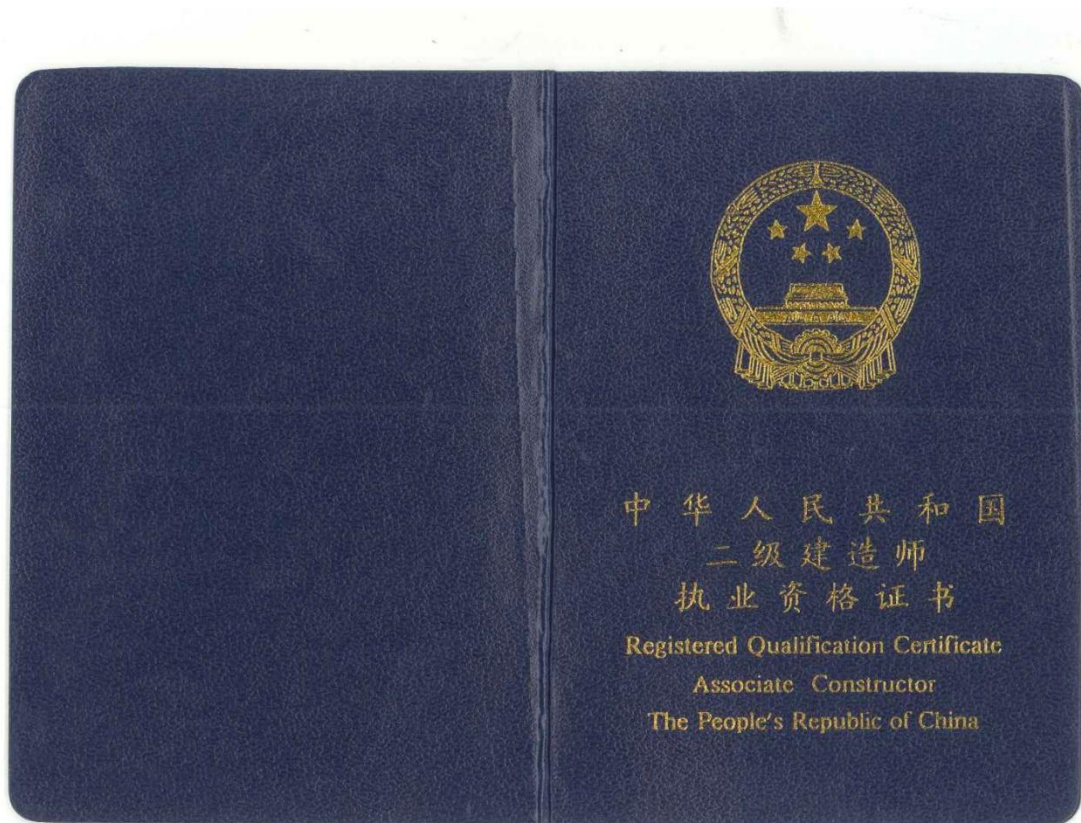 中华人民共和国
二级建造师
执业资格证书
Registered Qualification Certificate
Associate Constructor
The People's Republic of China